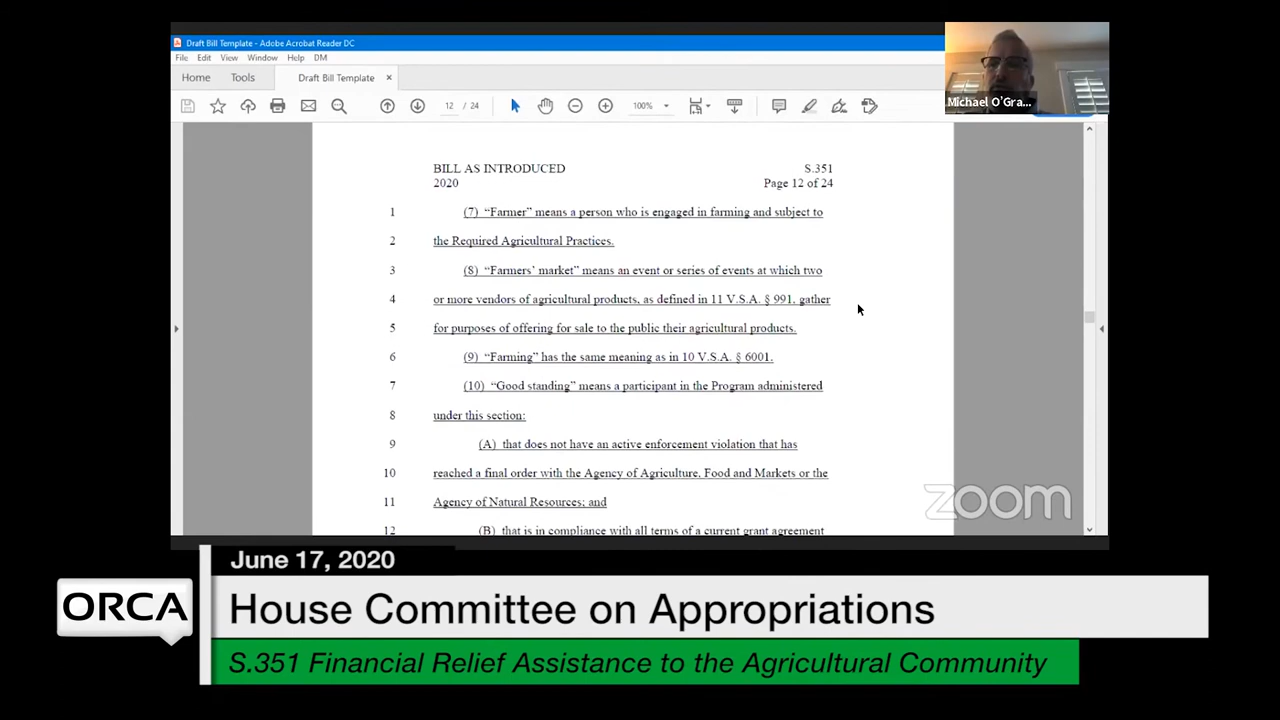 Draft Bill Template - Adobe Acrobat Reader DC
File Edit View Window Help DM
Home Tools Draft Bill Template ×
12 / 24 100%
Michael O'Gra...
BILL AS INTRODUCED S.351
2020 Page 12 of 24
1 (7) “Farmer” means a person who is engaged in farming and subject to
2 the Required Agricultural Practices.
3 (8) “Farmers’ market” means an event or series of events at which two
4 or more vendors of agricultural products, as defined in 11 V.S.A. § 991, gather
5 for purposes of offering for sale to the public their agricultural products.
6 (9) “Farming” has the same meaning as in 10 V.S.A. § 6001.
7 (10) “Good standing” means a participant in the Program administered
8 under this section:
9 (A) that does not have an active enforcement violation that has
10 reached a final order with the Agency of Agriculture, Food and Markets or the
11 Agency of Natural Resources; and
12 (B) that is in compliance with all terms of a current grant agreement
zoom
June 17, 2020
ORCA
House Committee on Appropriations
S.351 Financial Relief Assistance to the Agricultural Community